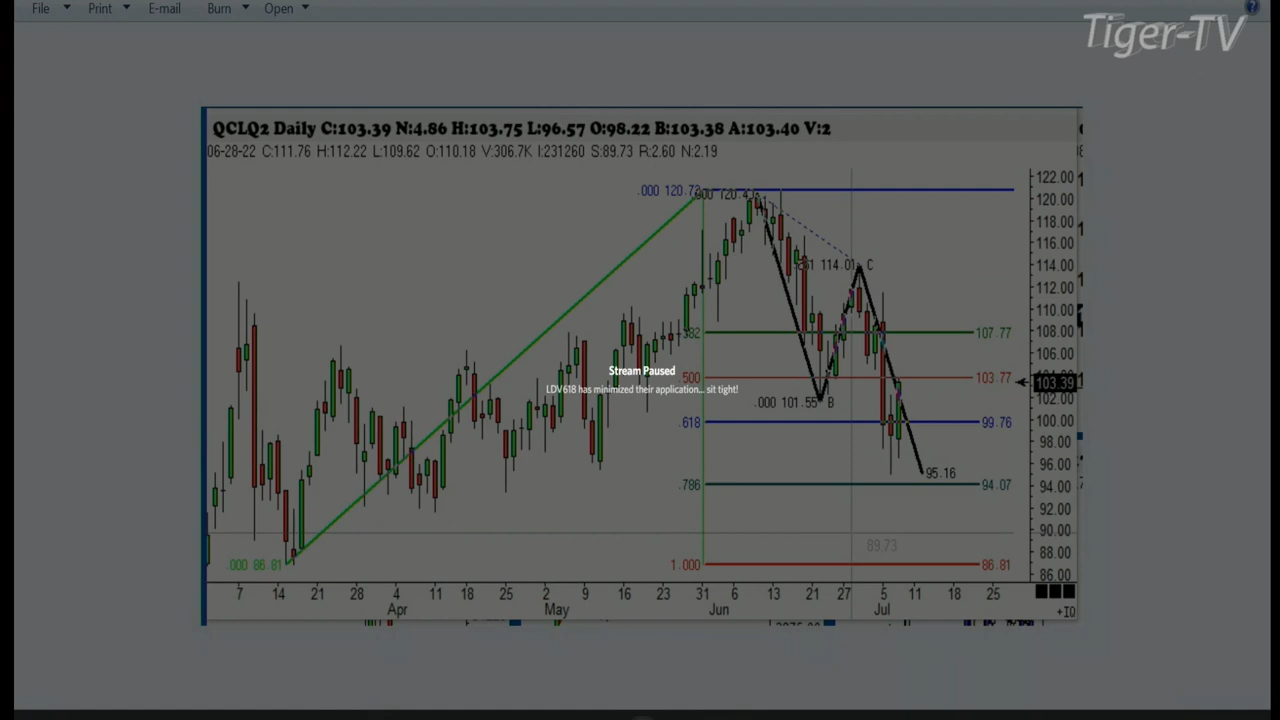 File Print E-mail Burn Open
Tiger-TV
QCLQ2 Daily C:103.39 N:4.86 H:103.75 L:96.57 O:98.22 B:103.38 A:103.40 V:2
06-28-22 C:111.76 H:112.22 L:109.62 O:110.18 V:306.7K I:231260 S:89.73 R:2.60 N:2.19
122.00
.000 120.73
120.00
118.00
116.00
114.01 C
114.00
112.00
110.00
.382 107.77
108.00
106.00
Stream Paused
.500 103.77
103.39
LDV618 has minimized their application... sit tight!
102.00
.000 101.55 B
100.00
.618 99.76
98.00
96.00
95.16
.786 94.07
94.00
92.00
90.00
89.73
88.00
.000 86.81
1.000 86.81
86.00
7 14 21 28 4 11 18 25 2 9 16 23 31 6 13 21 27 5 11 18 25
Apr May Jun Jul
+10